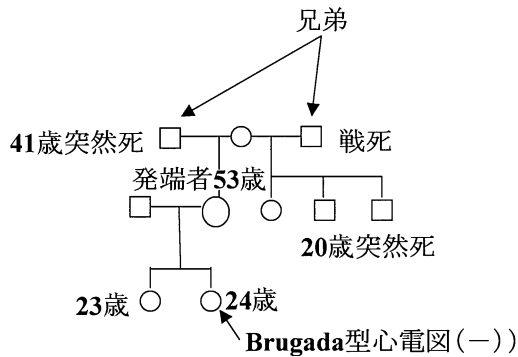 兄弟
41歳突然死
戦死
発端者53歳
20歳突然死
23歳
24歳
Brugada型心電図(－))